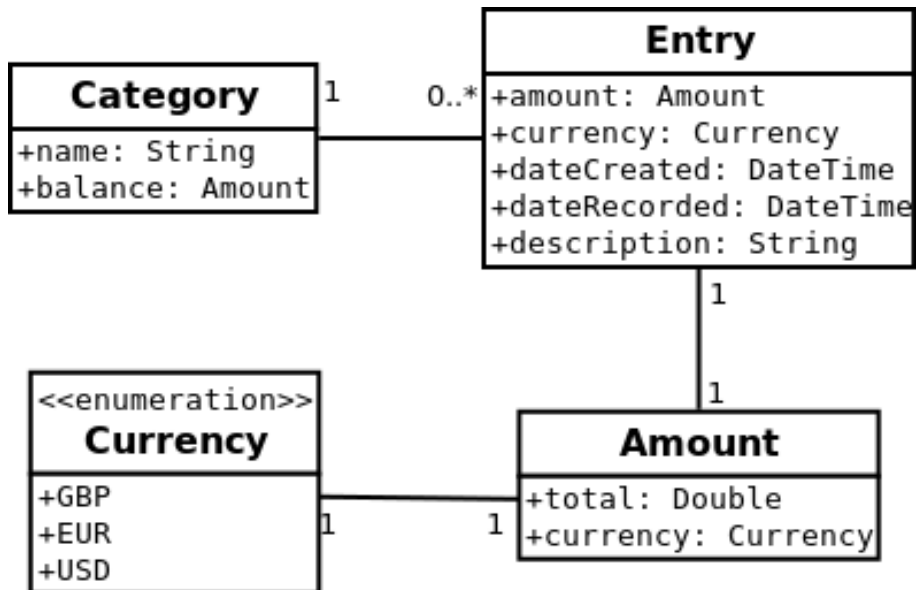 Category
+name: String
+balance: Amount
1
0..*
Entry
+amount: Amount
+currency: Currency
+dateCreated: DateTime
+dateRecorded: DateTime
+description: String
1
1
<<enumeration>>
Currency
+GBP
+EUR
+USD
1
1
Amount
+total: Double
+currency: Currency